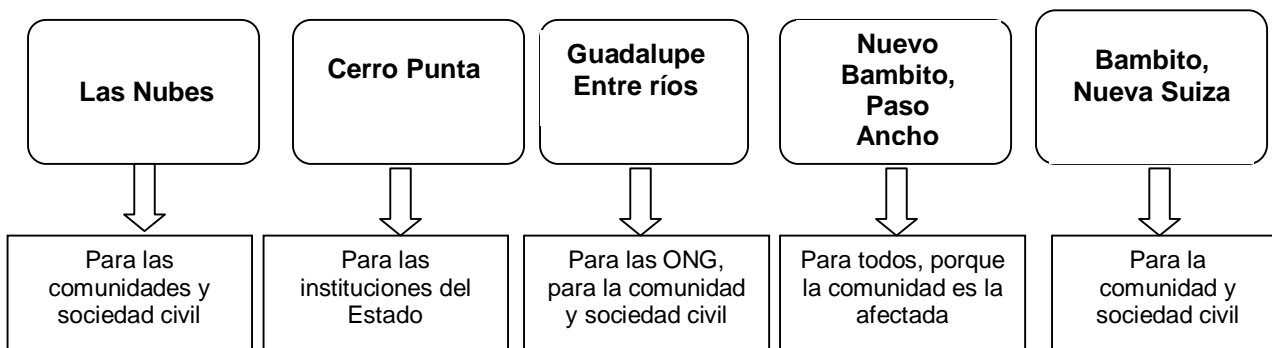 Las Nubes
Cerro Punta
Guadalupe
Entre ríos
Nuevo
Bambito,
Paso
Ancho
Bambito,
Nueva Suiza
Para las
comunidades y
sociedad civil
Para las
instituciones del
Estado
Para las ONG,
para la comunidad
y sociedad civil
Para todos, porque
la comunidad es la
afectada
Para la
comunidad y
sociedad civil